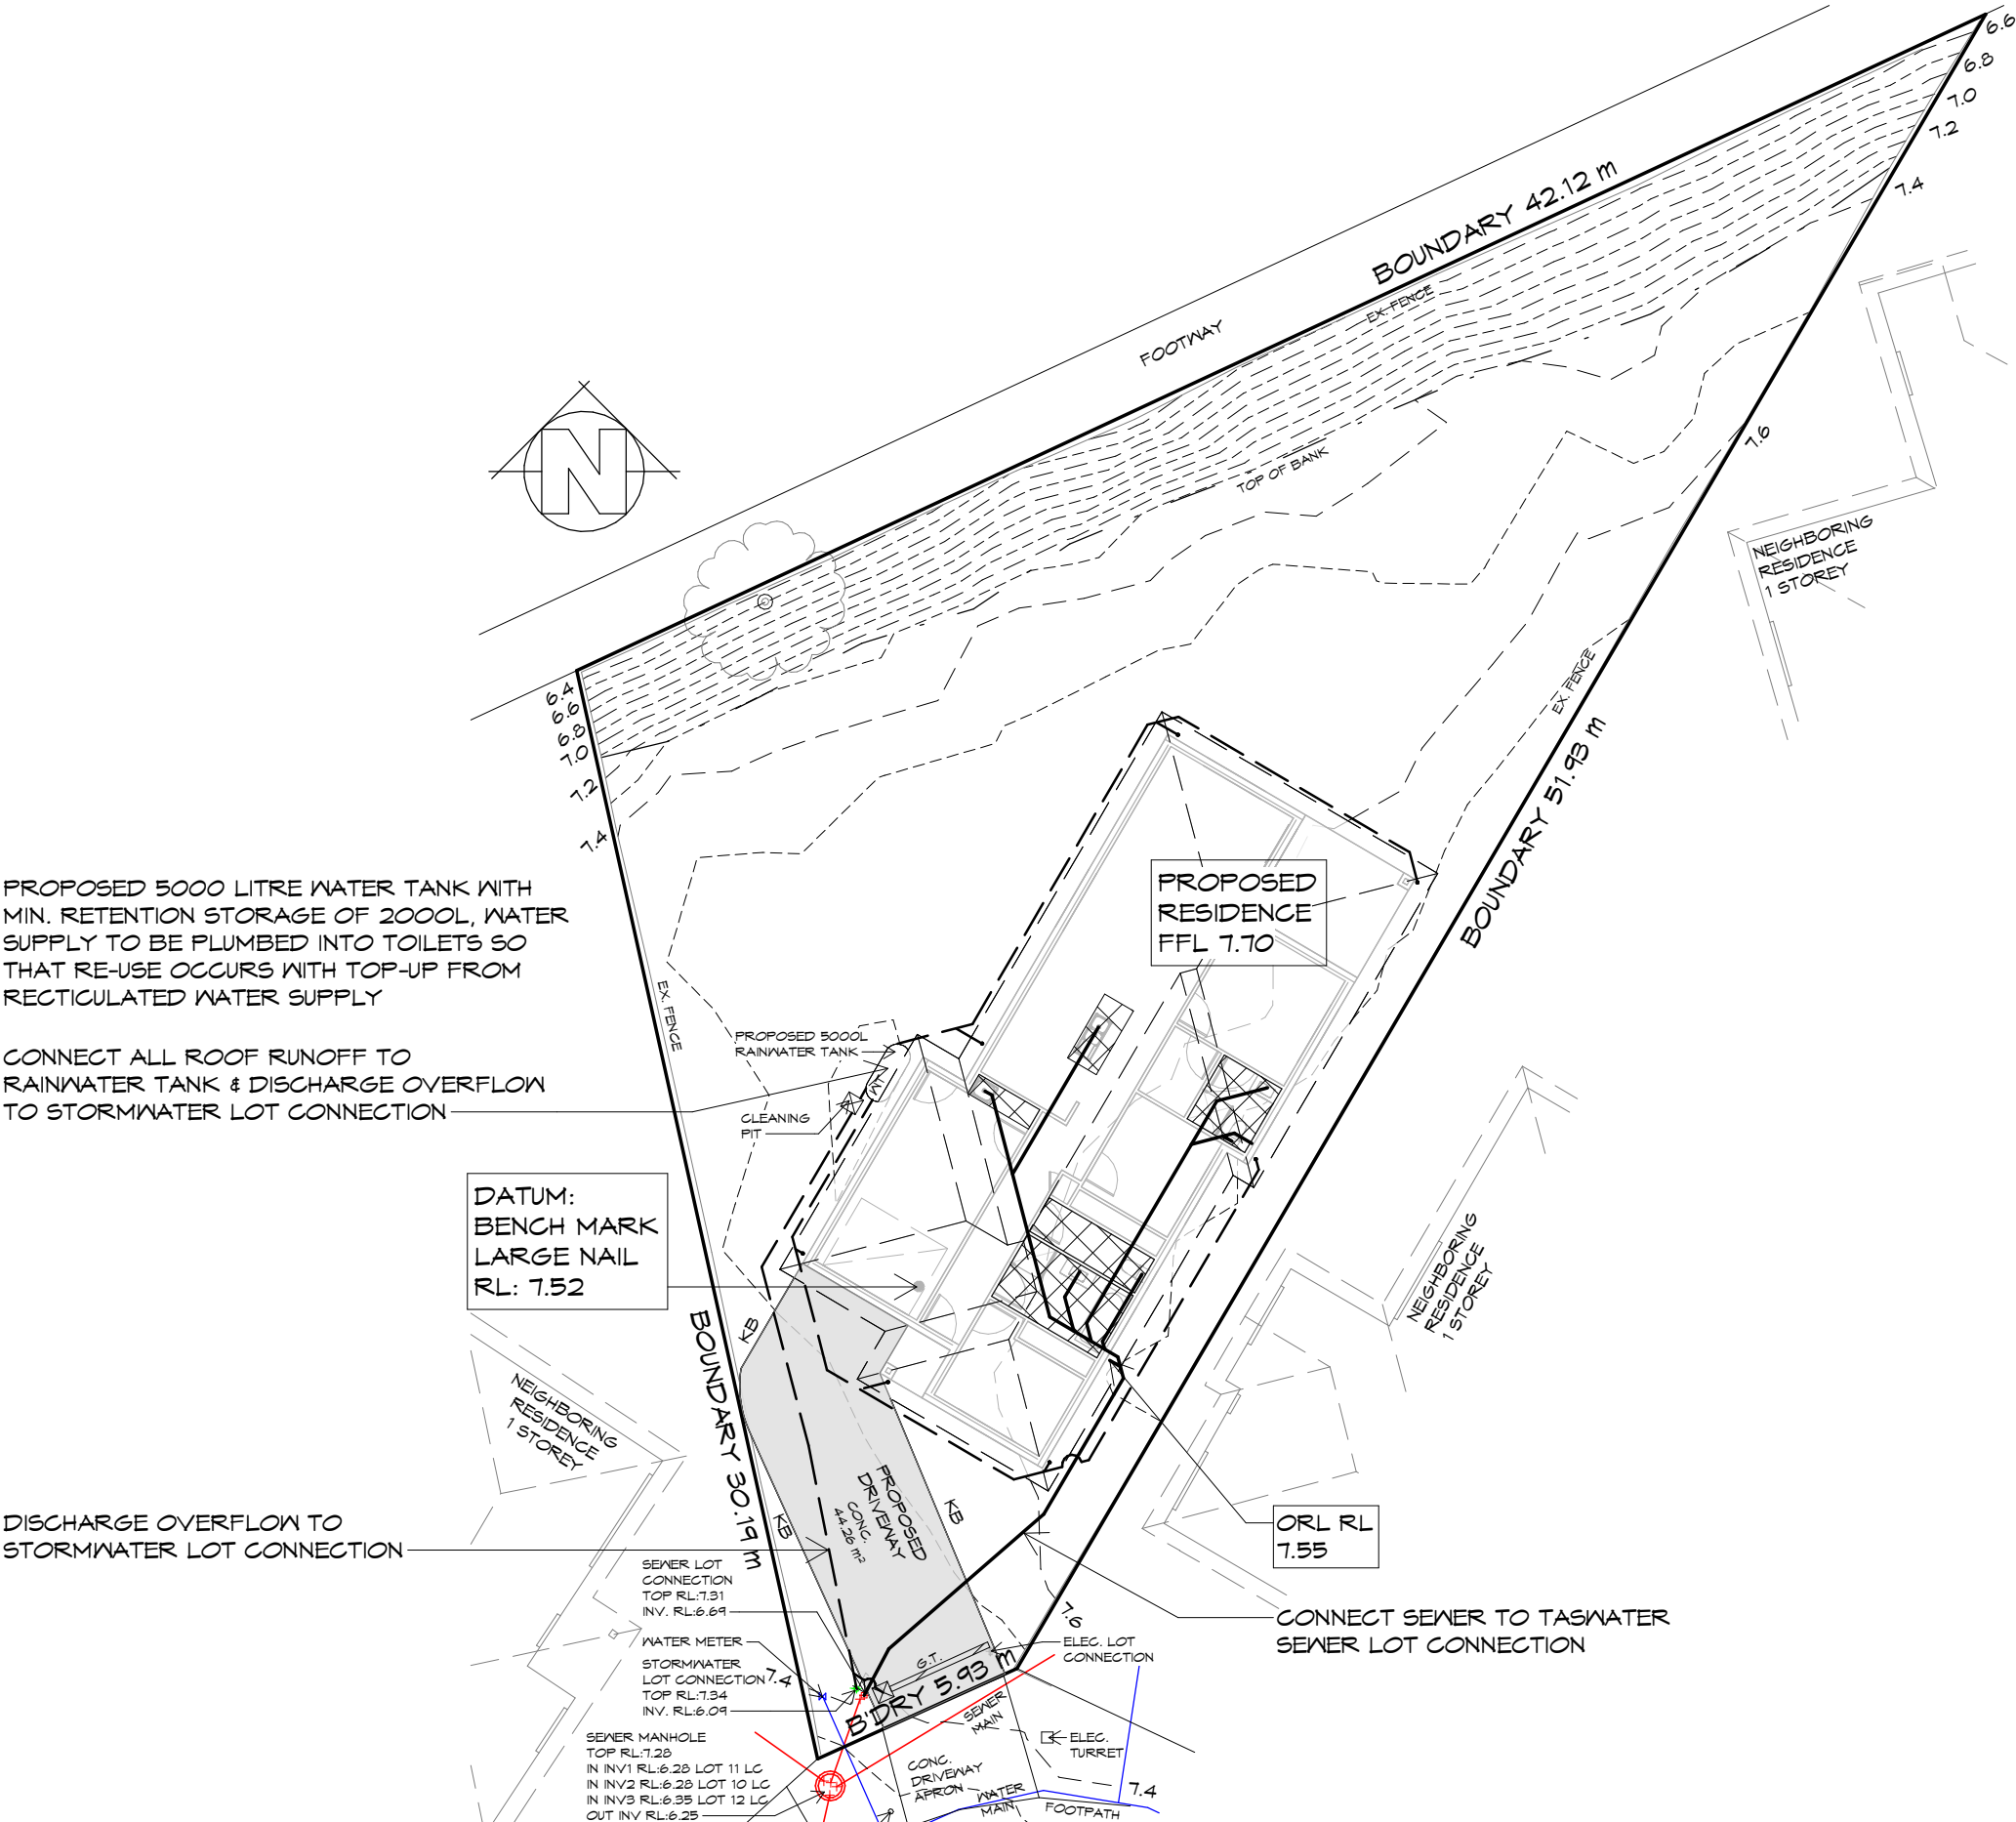 6.6
6.8
7.0
7.2
7.4
BOUNDARY 42.12 m
EX. FENCE
FOOTWAY
TOP OF BANK
7.6
N
NEIGHBORING
RESIDENCE
1 STOREY
6.4
6.6
6.8
7.0
7.2
7.4
EX. FENCE
BOUNDARY 51.93 m
PROPOSED 5000 LITRE WATER TANK WITH
MIN. RETENTION STORAGE OF 2000L, WATER
SUPPLY TO BE PLUMBED INTO TOILETS SO
THAT RE-USE OCCURS WITH TOP-UP FROM
RECTICULATED WATER SUPPLY
PROPOSED
RESIDENCE
FFL 7.70
EX. FENCE
PROPOSED 5000L
RAINWATER TANK
CONNECT ALL ROOF RUNOFF TO
RAINWATER TANK & DISCHARGE OVERFLOW
TO STORMWATER LOT CONNECTION
WT
CLEANING
PIT
DATUM:
BENCH MARK
LARGE NAIL
RL: 7.52
NEIGHBORING
RESIDENCE
1 STOREY
KB
BOUNDARY 30.19 m
NEIGHBORING
RESIDENCE
1 STOREY
PROPOSED
DRIVEWAY
CONC.
44.26 m²
KB
KB
ORL RL
7.55
DISCHARGE OVERFLOW TO
STORMWATER LOT CONNECTION
SEWER LOT
CONNECTION
TOP RL:7.31
INV. RL:6.69
CONNECT SEWER TO TASWATER
SEWER LOT CONNECTION
7.6
WATER METER
ELEC. LOT
CONNECTION
G.T.
STORMWATER
LOT CONNECTION
TOP RL:7.34
INV. RL:6.09
7.4
B'DRY 5.93 m
SEWER
MAIN
SEWER MANHOLE
TOP RL:7.28
IN INV1 RL:6.28 LOT 11 LC
IN INV2 RL:6.28 LOT 10 LC
IN INV3 RL:6.35 LOT 12 LC
OUT INV RL:6.25
ELEC.
TURRET
CONC.
DRIVEWAY
APRON
WATER
MAIN
7.4
FOOTPATH